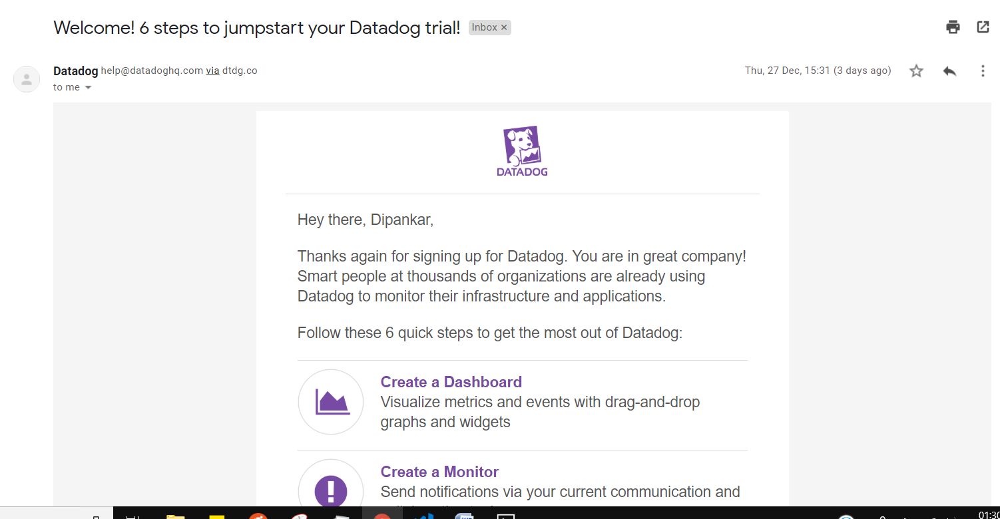 Welcome! 6 steps to jumpstart your Datadog trial! Inbox ×
Datadog help@datadoghq.com via dtdg.co Thu, 27 Dec, 15:31 (3 days ago)
to me
DATADOG
Hey there, Dipankar,
Thanks again for signing up for Datadog. You are in great company!
Smart people at thousands of organizations are already using
Datadog to monitor their infrastructure and applications.
Follow these 6 quick steps to get the most out of Datadog:
Create a Dashboard
Visualize metrics and events with drag-and-drop
graphs and widgets
Create a Monitor
Send notifications via your current communication and